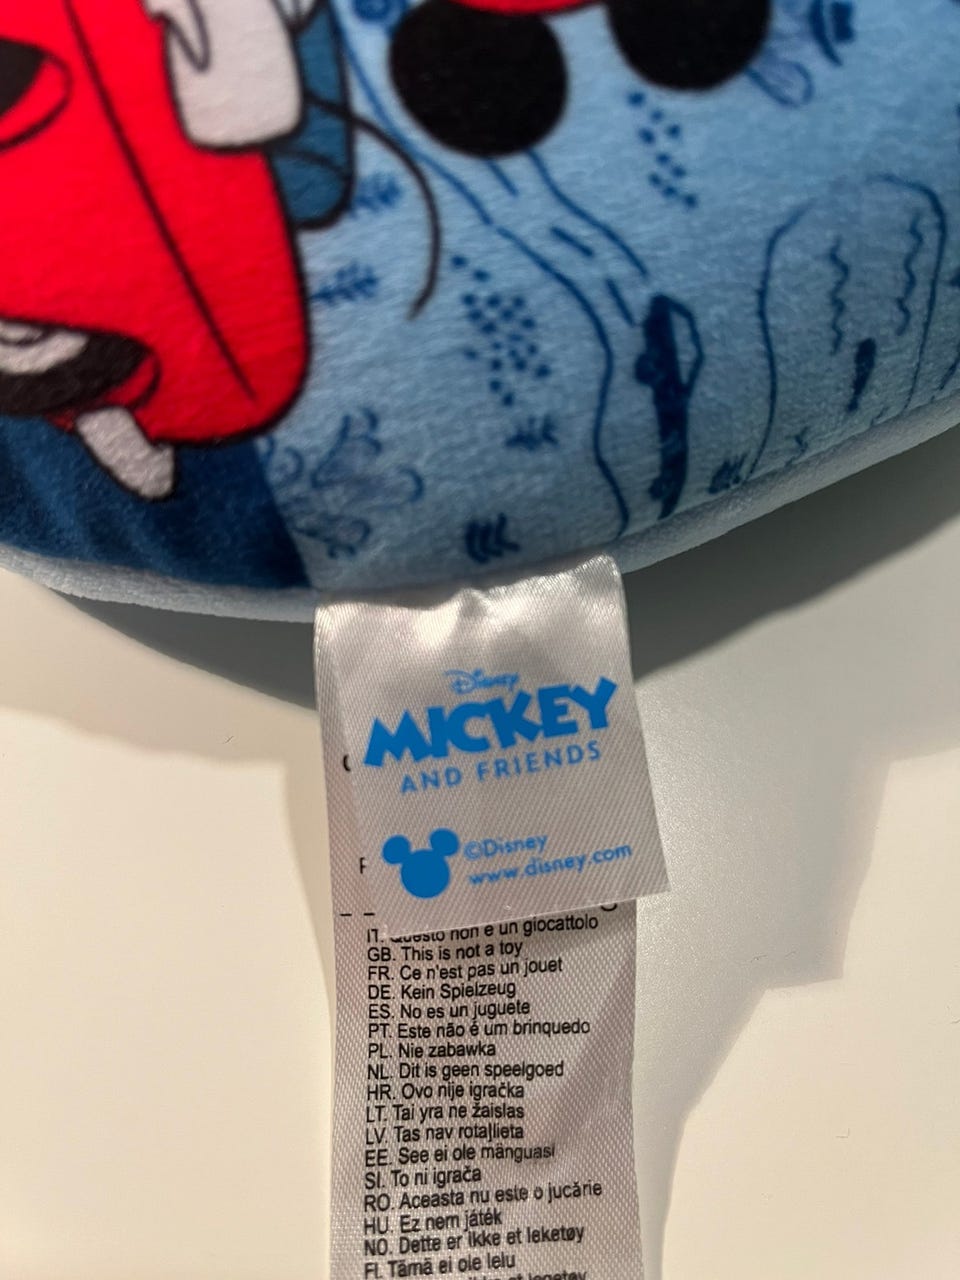 Disney
MICKEY
AND FRIENDS
©Disney
www.disney.com
IT. Questo non è un giocattolo
GB. This is not a toy
FR. Ce n'est pas un jouet
DE. Kein Spielzeug
ES. No es un juguete
PT. Este não é um brinquedo
PL. Nie zabawka
NL. Dit is geen speelgoed
HR. Ovo nije igračka
LT. Tai yra ne žaislas
LV. Tas nav rotaļlieta
EE. See ei ole mänguasi
SI. To ni igrača
RO. Aceasta nu este o jucărie
HU. Ez nem játék
NO. Dette er ikke et leketøy
FI. Tämä ei ole lelu